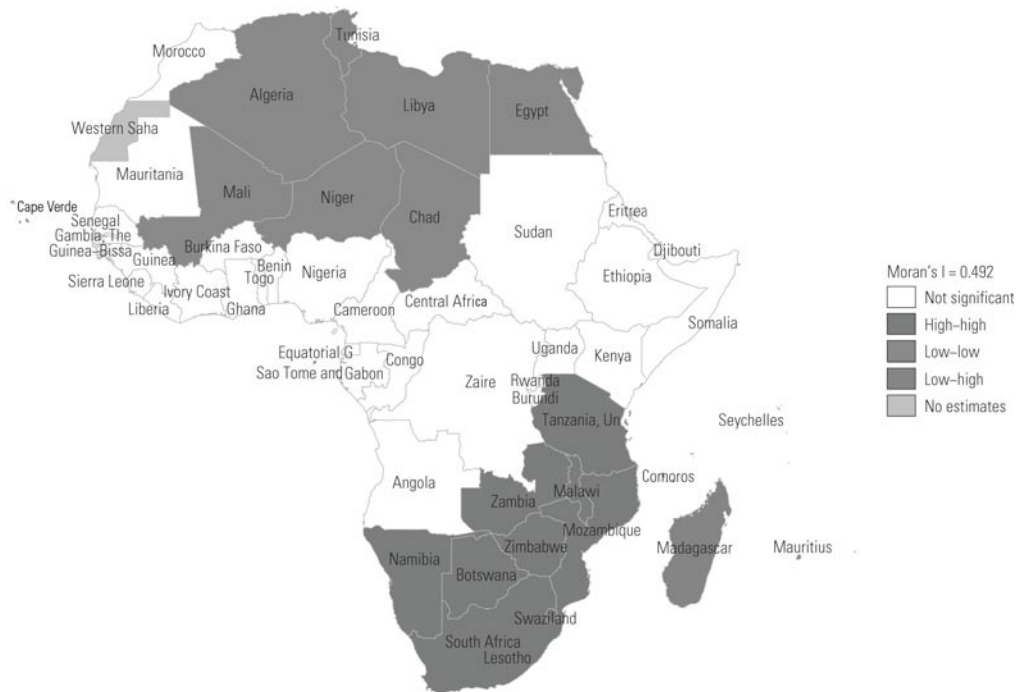 Tunisia
Morocco
Algeria
Libya
Egypt
Western Saha
Mauritania
Mali
Niger
Chad
Cape Verde
Senegal
Gambia, The
Guinea–Bissa
Guinea
Burkina Faso
Benin
Togo
Nigeria
Sudan
Eritrea
Djibouti
Ethiopia
Sierra Leone
Ivory Coast
Liberia
Ghana
Cameroon
Central Africa
Somalia
Moran's I = 0.492
Not significant
High–high
Low–low
Low–high
No estimates
Equatorial G
Sao Tome and Gabon
Congo
Uganda
Kenya
Zaire
Rwanda
Burundi
Tanzania, Un
Seychelles
Angola
Zambia
Malawi
Comoros
Mozambique
Namibia
Zimbabwe
Madagascar
Mauritius
Botswana
Swaziland
South Africa
Lesotho